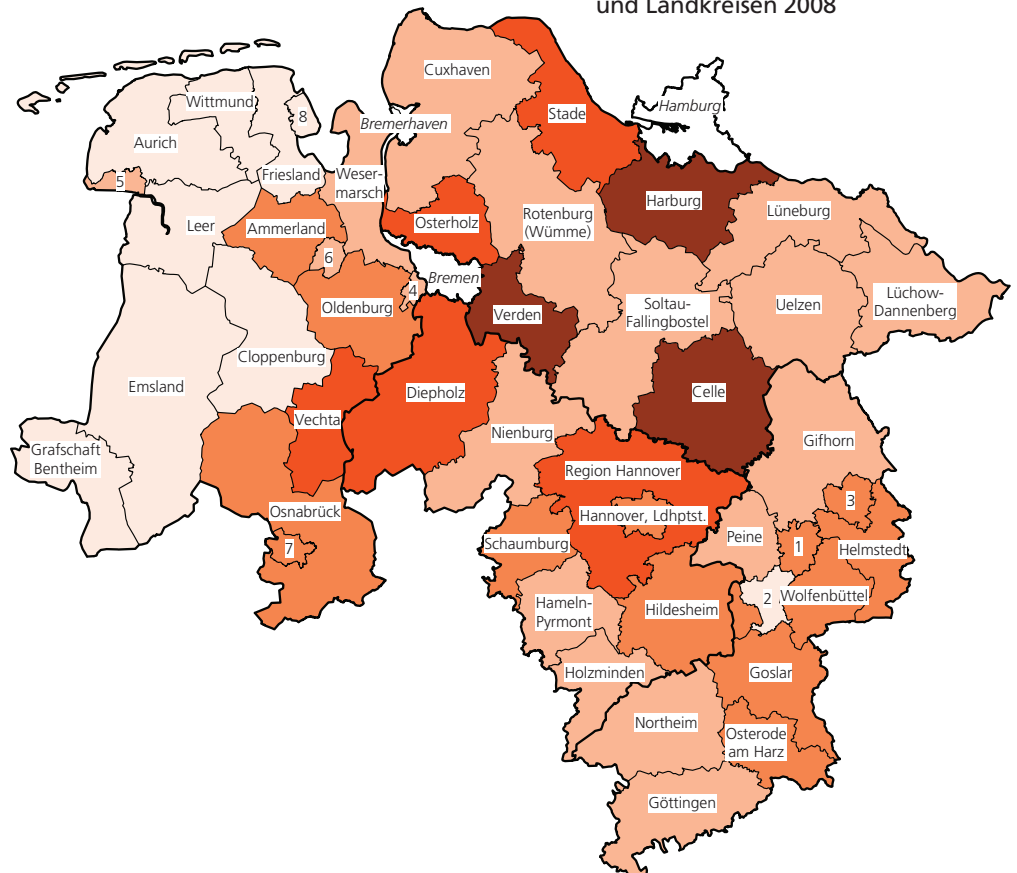 und Landkreisen 2008
Cuxhaven
Wittmund
Stade
Hamburg
8
Bremerhaven
Aurich
Friesland
Weser-
marsch
5
Harburg
Leer
Ammerland
Osterholz
Rotenburg
(Wümme)
Lüneburg
6
Bremen
4
Oldenburg
Verden
Soltau-
Fallingbostel
Uelzen
Lüchow-
Dannenberg
Cloppenburg
Emsland
Diepholz
Celle
Vechta
Nienburg
Gifhorn
Grafschaft
Bentheim
Region Hannover
3
Osnabrück
Hannover, Ldhptst.
7
Schaumburg
Peine
1
Helmstedt
2
Wolfenbüttel
Hameln-
Pyrmont
Hildesheim
Holzminden
Goslar
Northeim
Osterode
am Harz
Göttingen